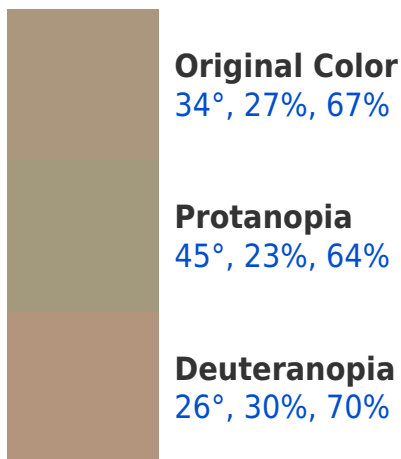 Original Color
34°, 27%, 67%
Protanopia
45°, 23%, 64%
Deuteranopia
26°, 30%, 70%